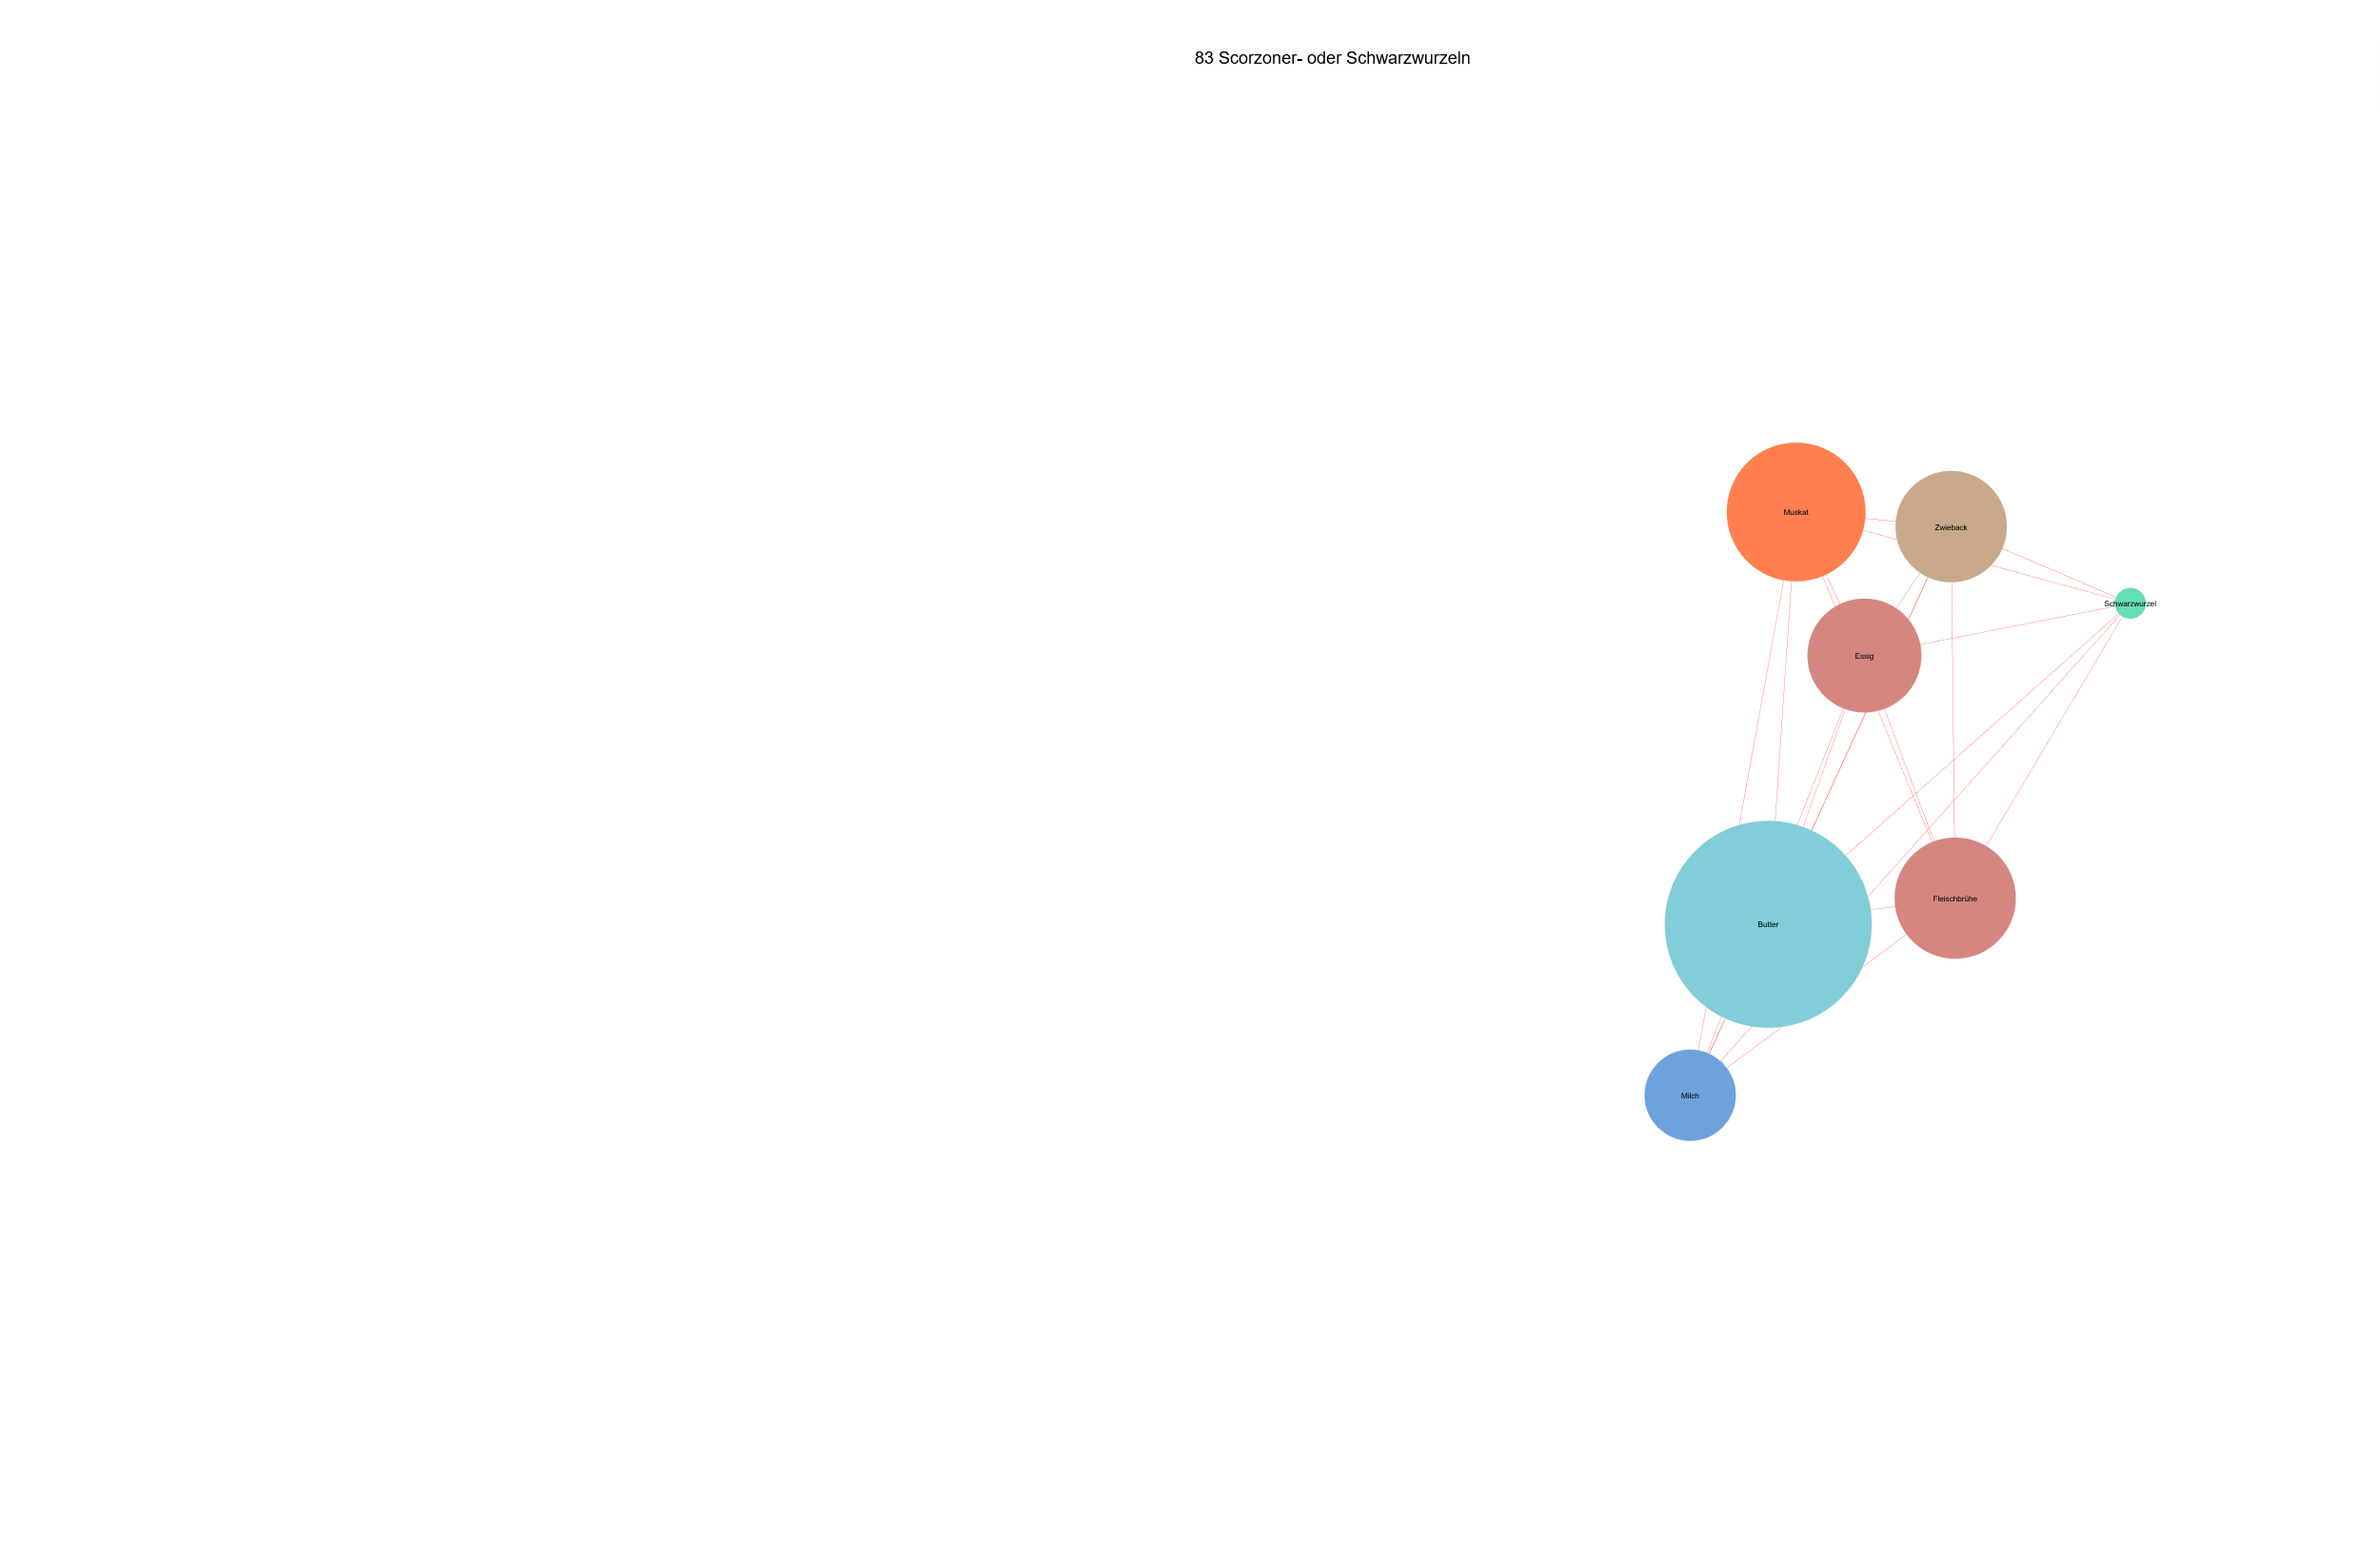 83 Scorzoner- oder Schwarzwurzeln
Muskat
Zwieback
Schwarzwurzel
Essig
Fleischbrühe
Butter
Milch